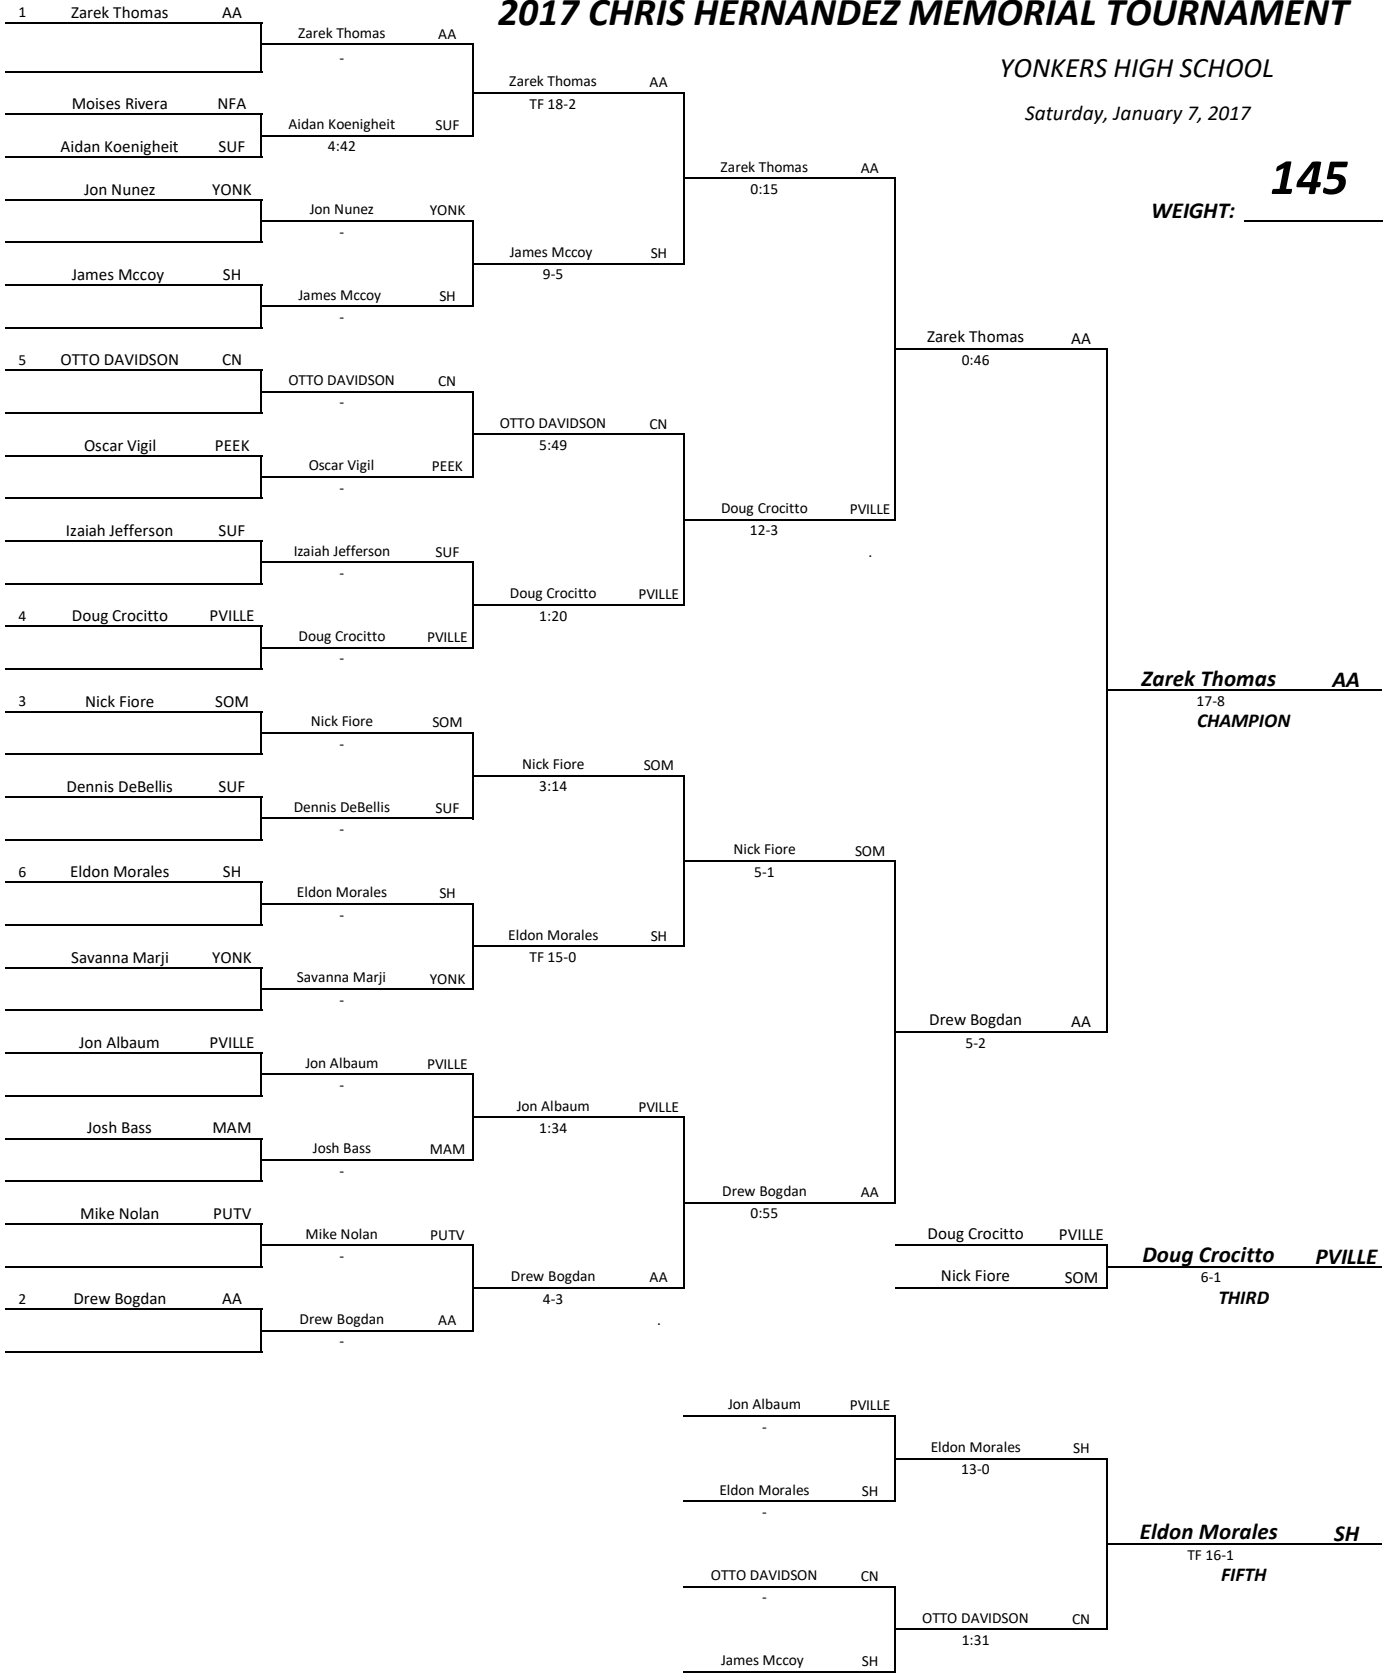 2017 CHRIS HERNANDEZ MEMORIAL TOURNAMENT
YONKERS HIGH SCHOOL
Saturday, January 7, 2017
WEIGHT: 145
1 Zarek Thomas AA
Moises Rivera NFA
Aidan Koenigheit SUF
Jon Nunez YONK
James Mccoy SH
5 OTTO DAVIDSON CN
Oscar Vigil PEEK
Izaiah Jefferson SUF
4 Doug Crocitto PVILLE
3 Nick Fiore SOM
Dennis DeBellis SUF
6 Eldon Morales SH
Savanna Marji YONK
Jon Albaum PVILLE
Josh Bass MAM
Mike Nolan PUTV
2 Drew Bogdan AA
Zarek Thomas AA
-
Aidan Koenigheit SUF
4:42
Jon Nunez YONK
-
James Mccoy SH
-
OTTO DAVIDSON CN
-
Oscar Vigil PEEK
-
Izaiah Jefferson SUF
-
Doug Crocitto PVILLE
-
Nick Fiore SOM
-
Dennis DeBellis SUF
-
Eldon Morales SH
-
Savanna Marji YONK
-
Jon Albaum PVILLE
-
Josh Bass MAM
-
Mike Nolan PUTV
-
Drew Bogdan AA
-
Zarek Thomas AA
TF 18-2
James Mccoy SH
9-5
OTTO DAVIDSON CN
5:49
Doug Crocitto PVILLE
1:20
Nick Fiore SOM
3:14
Eldon Morales SH
TF 15-0
Jon Albaum PVILLE
1:34
Drew Bogdan AA
4-3
.
Zarek Thomas AA
0:15
Doug Crocitto PVILLE
12-3
.
Nick Fiore SOM
5-1
Drew Bogdan AA
0:55
Zarek Thomas AA
0:46
Drew Bogdan AA
5-2
Zarek Thomas AA
17-8
CHAMPION
Doug Crocitto PVILLE
Nick Fiore SOM
Doug Crocitto PVILLE
6-1
THIRD
Jon Albaum PVILLE
-
Eldon Morales SH
-
OTTO DAVIDSON CN
-
James Mccoy SH
Eldon Morales SH
13-0
OTTO DAVIDSON CN
1:31
Eldon Morales SH
TF 16-1
FIFTH